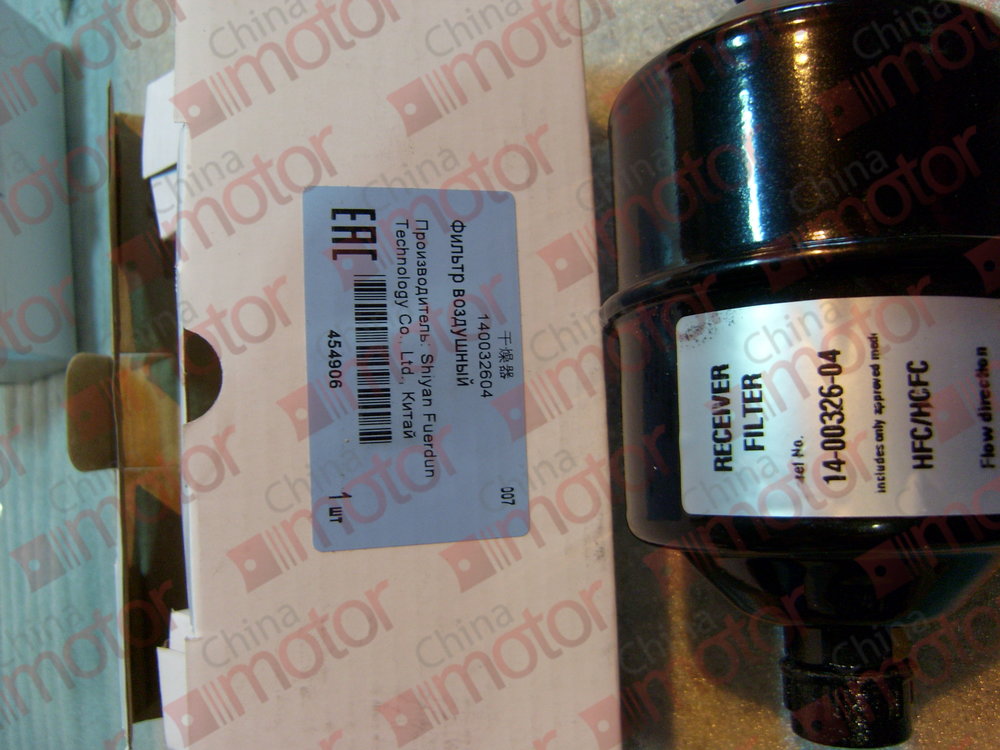 干燥器
140032604
Фильтр воздушный
Производитель: Shiyan Fuerdun
Technology Co., Ltd., Китай
EAC
454906
007
1 шт
RECEIVER
FILTER
No.
14-00326-04
includes only approved
HFC/HCFC
Flow direction
China motor